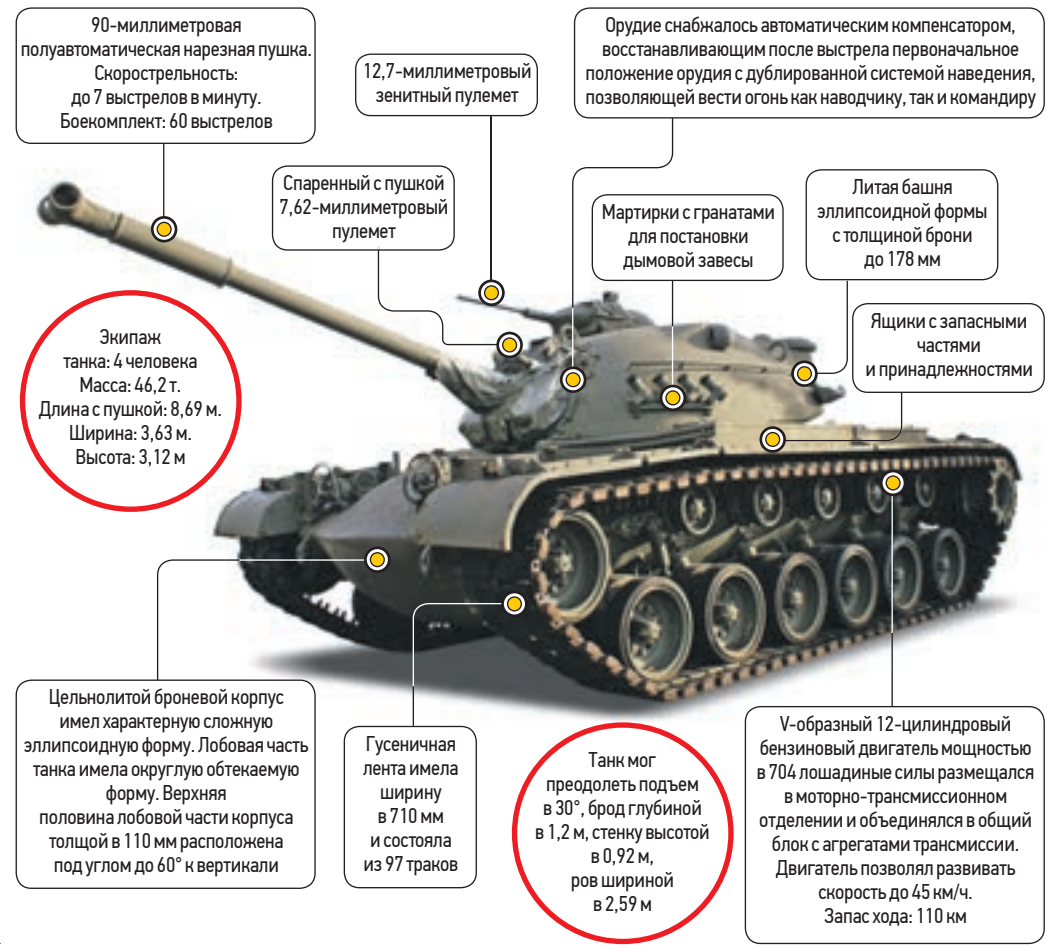 90-миллиметровая
полуавтоматическая нарезная пушка.
Скорострельность:
до 7 выстрелов в минуту.
Боекомплект: 60 выстрелов
12,7-миллиметровый
зенитный пулемет
Орудие снабжалось автоматическим компенсатором,
восстанавливающим после выстрела первоначальное
положение орудия с дублированной системой наведения,
позволяющей вести огонь как наводчику, так и командиру
Спаренный с пушкой
7,62-миллиметровый
пулемет
Мартирки с гранатами
для постановки
дымовой завесы
Литая башня
эллипсоидной формы
с толщиной брони
до 178 мм
Ящики с запасными
частями
и принадлежностями
Экипаж
танка: 4 человека
Масса: 46,2 т.
Длина с пушкой: 8,69 м.
Ширина: 3,63 м.
Высота: 3,12 м
Цельнолитой броневой корпус
имел характерную сложную
эллипсоидную форму. Лобовая часть
танка имела округлую обтекаемую
форму. Верхняя
половина лобовой части корпуса
толщой в 110 мм расположена
под углом до 60° к вертикали
Гусеничная
лента имела
ширину
в 710 мм
и состояла
из 97 траков
Танк мог
преодолеть подъем
в 30°, брод глубиной
в 1,2 м, стенку высотой
в 0,92 м,
ров шириной
в 2,59 м
V-образный 12-цилиндровый
бензиновый двигатель мощностью
в 704 лошадиные силы размещался
в моторно-трансмиссионном
отделении и объединялся в общий
блок с агрегатами трансмиссии.
Двигатель позволял развивать
скорость до 45 км/ч.
Запас хода: 110 км